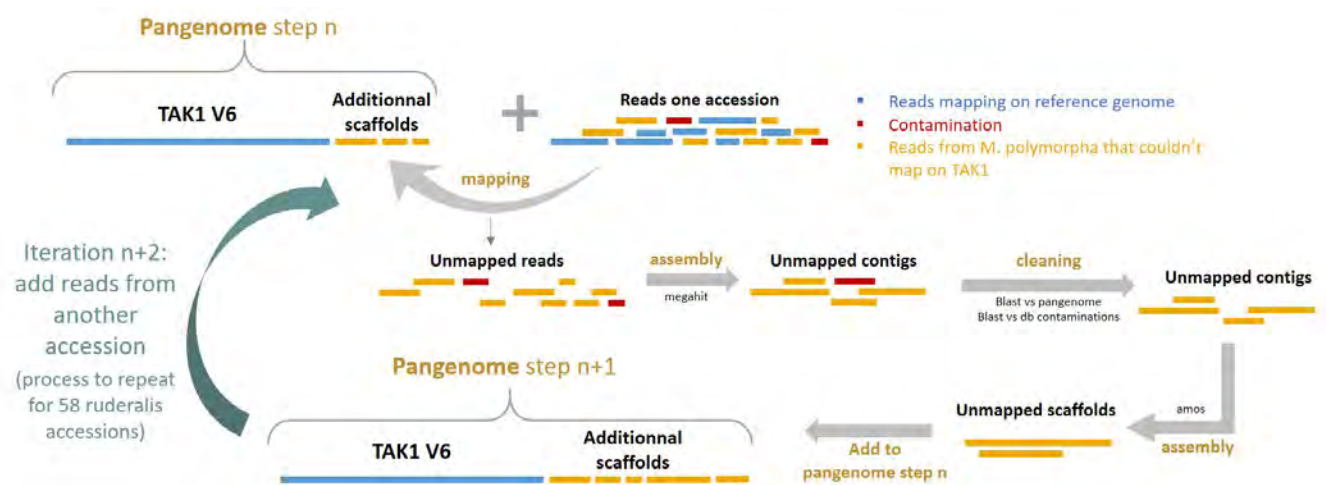 Pangenome step n
TAK1 V6
Additionnal
scaffolds
+
Reads one accession
Reads mapping on reference genome
Contamination
Reads from M. polymorpha that couldn't
map on TAK1
mapping
Iteration n+2:
add reads from
another
accession
(process to repeat
for 58 ruderalis
accessions)
Unmapped reads
assembly
megahit
Unmapped contigs
cleaning
Blast vs pangenome
Blast vs db contaminations
Unmapped contigs
amos
assembly
Unmapped scaffolds
Add to
pangenome step n
Pangenome step n+1
TAK1 V6
Additionnal
scaffolds